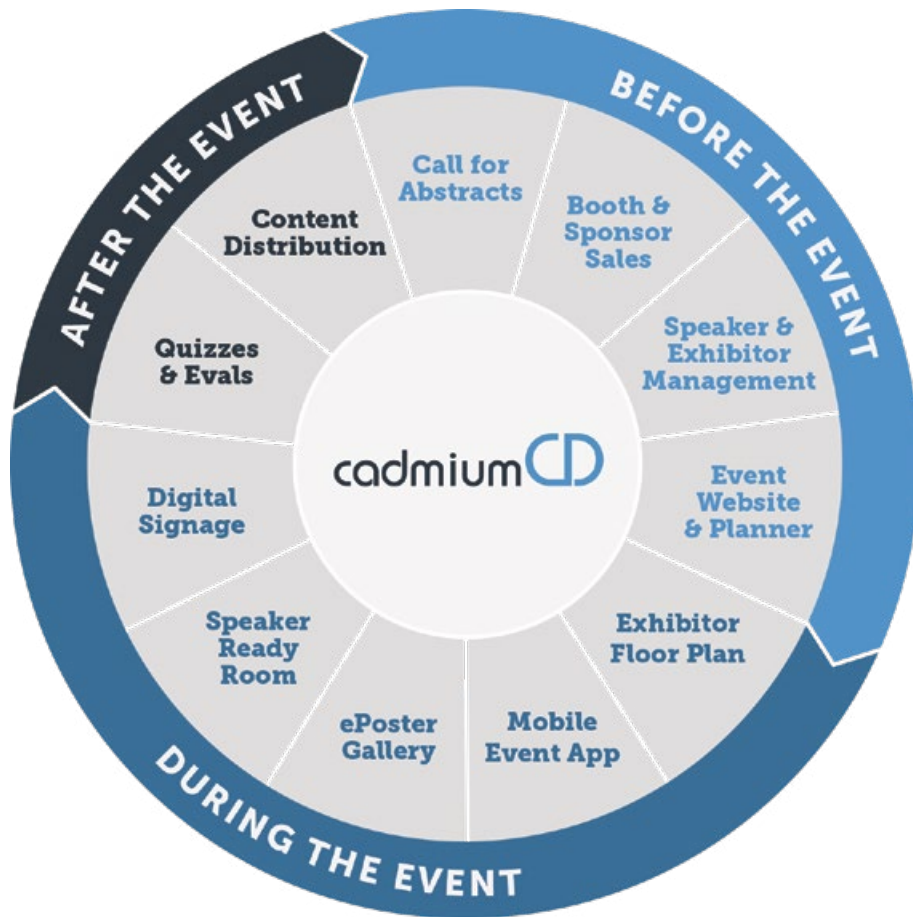 BEFORE THE EVENT
Call for
Abstracts
Booth &
Sponsor
Sales
Speaker &
Exhibitor
Management
Event
Website
& Planner
DURING THE EVENT
Exhibitor
Floor Plan
Mobile
Event App
ePoster
Gallery
Speaker
Ready
Room
Digital
Signage
AFTER THE EVENT
Quizzes
& Evals
Content
Distribution
cadmiumCD